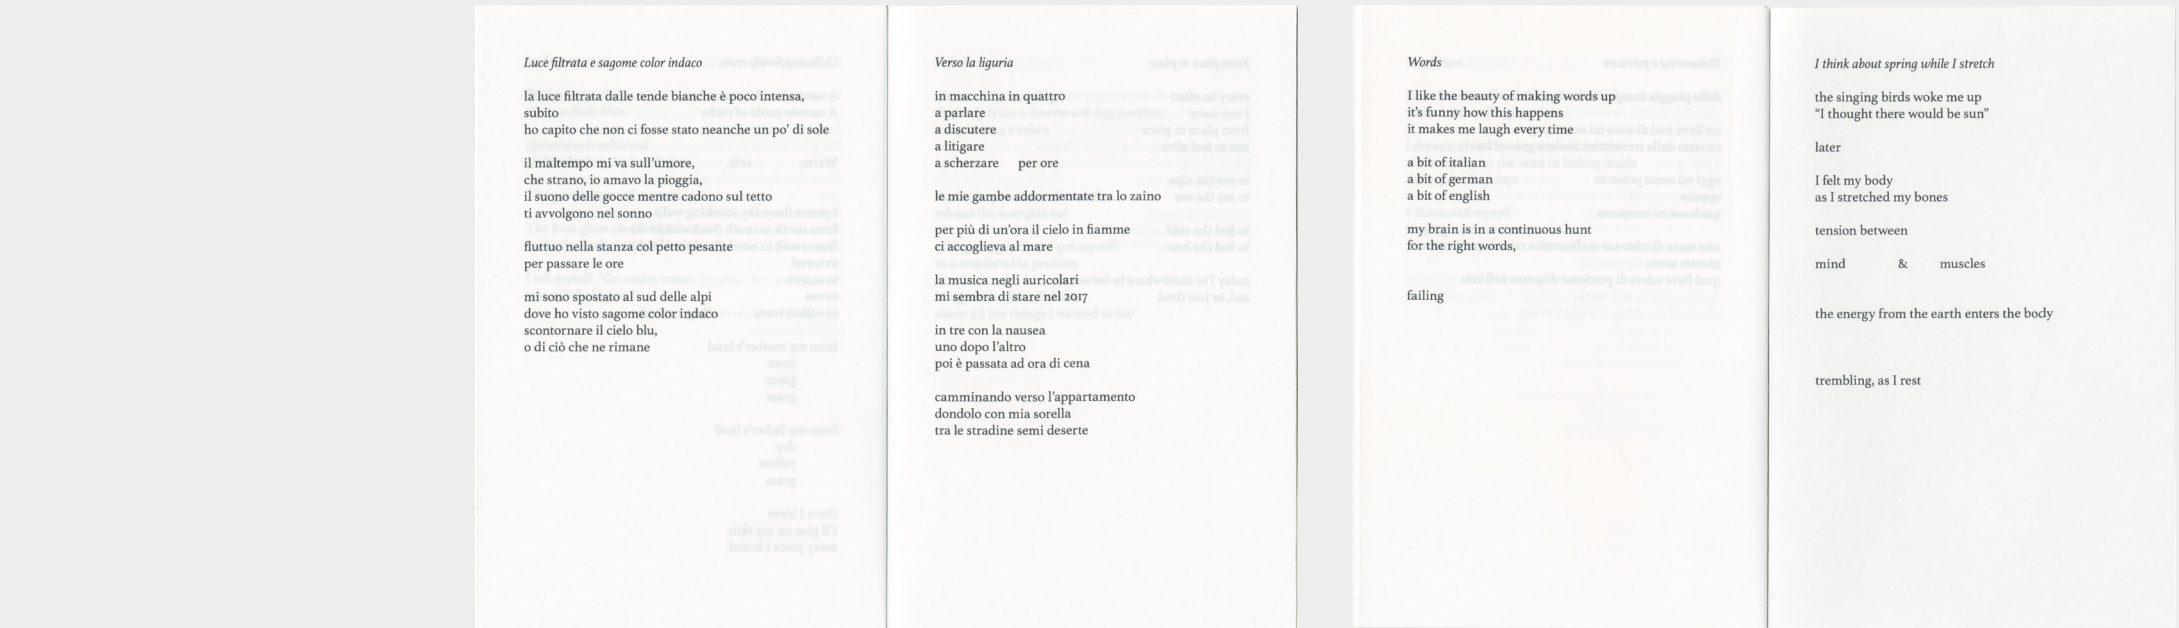 Luce filtrata e sagome color indaco
la luce filtrata dalle tende bianche è poco intensa,
subito
ho capito che non ci fosse stato neanche un po' di sole
il maltempo mi va sull'umore,
che strano, io amavo la pioggia,
il suono delle gocce mentre cadono sul tetto
ti avvolgono nel sonno
fluttuo nella stanza col petto pesante
per passare le ore
mi sono spostato al sud delle alpi
dove ho visto sagome color indaco
scontornare il cielo blu,
o di ciò che ne rimane
Verso la liguria
in macchina in quattro
a parlare
a discutere
a litigare
a scherzare per ore
le mie gambe addormentate tra lo zaino
per più di un'ora il cielo in fiamme
ci accoglieva al mare
la musica negli auricolari
mi sembra di stare nel 2017
in tre con la nausea
uno dopo l'altro
poi è passata ad ora di cena
camminando verso l'appartamento
dondolo con mia sorella
tra le stradine semi deserte
Words
I like the beauty of making words up
it's funny how this happens
it makes me laugh every time
a bit of italian
a bit of german
a bit of english
my brain is in a continuous hunt
for the right words,
failing
I think about spring while I stretch
the singing birds woke me up
“I thought there would be sun”
later
I felt my body
as I stretched my bones
tension between
mind & muscles
the energy from the earth enters the body
trembling, as I rest